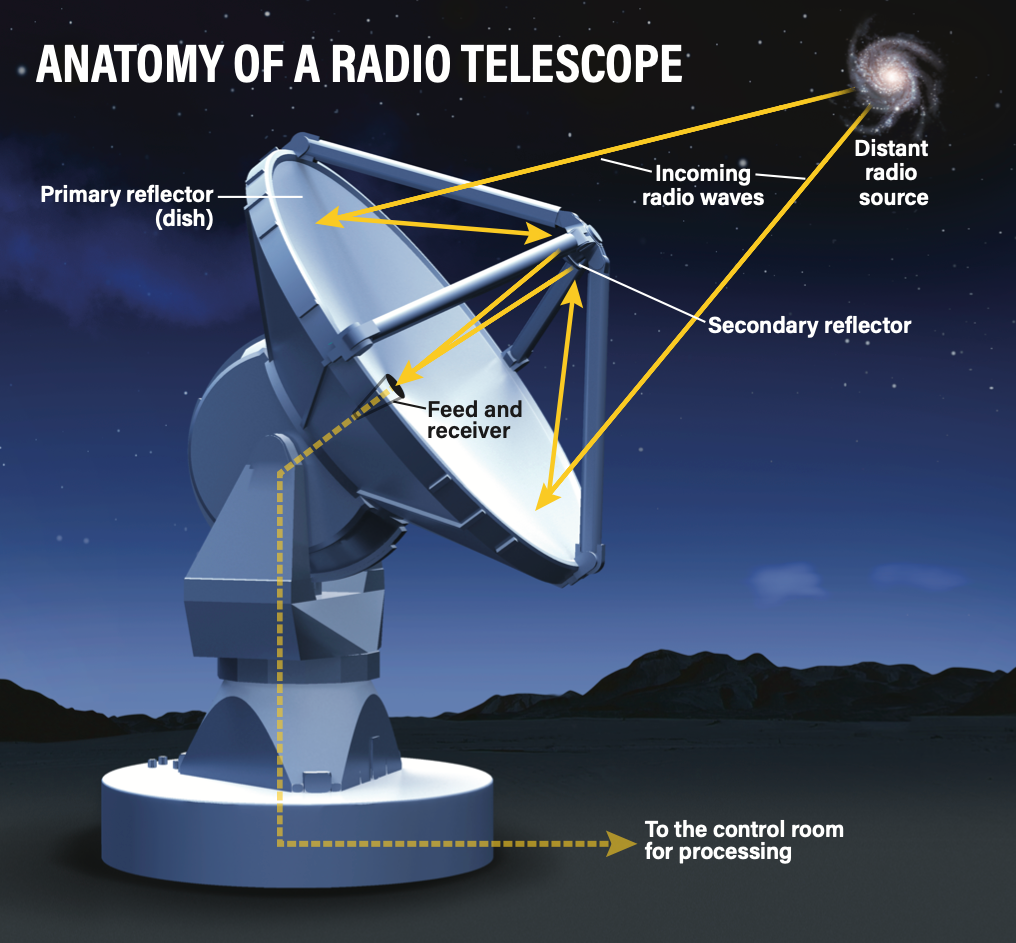 ANATOMY OF A RADIO TELESCOPE
Distant
radio
source
Incoming
radio waves
Primary reflector
(dish)
Secondary reflector
Feed and
receiver
To the control room
for processing